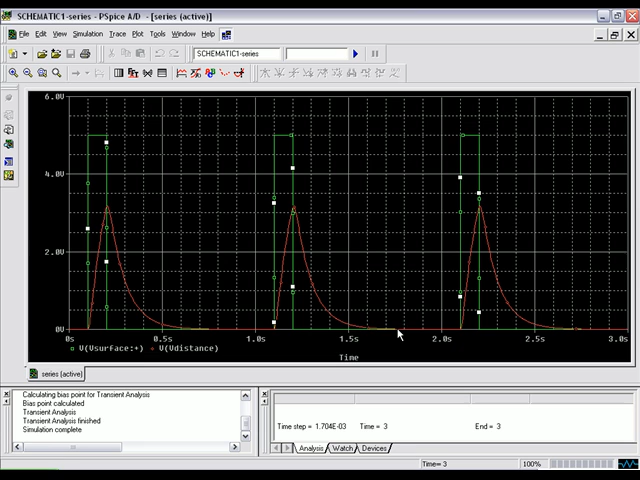 SCHEMATIC1-series - PSpice A/D - [series (active)]
File Edit View Simulation Trace Plot Tools Window Help
SCHEMATIC1-series
6.0V
4.0V
2.0V
0V
0s 0.5s 1.0s 1.5s 2.0s 2.5s 3.0s
V(Vsurface:+) V(Vdistance)
Time
series (active)
Calculating bias point for Transient Analysis
Bias point calculated
Transient Analysis
Transient Analysis finished
Simulation complete
Time step = 1.704E-03 Time = 3 End = 3
Analysis Watch Devices
Time= 3 100%